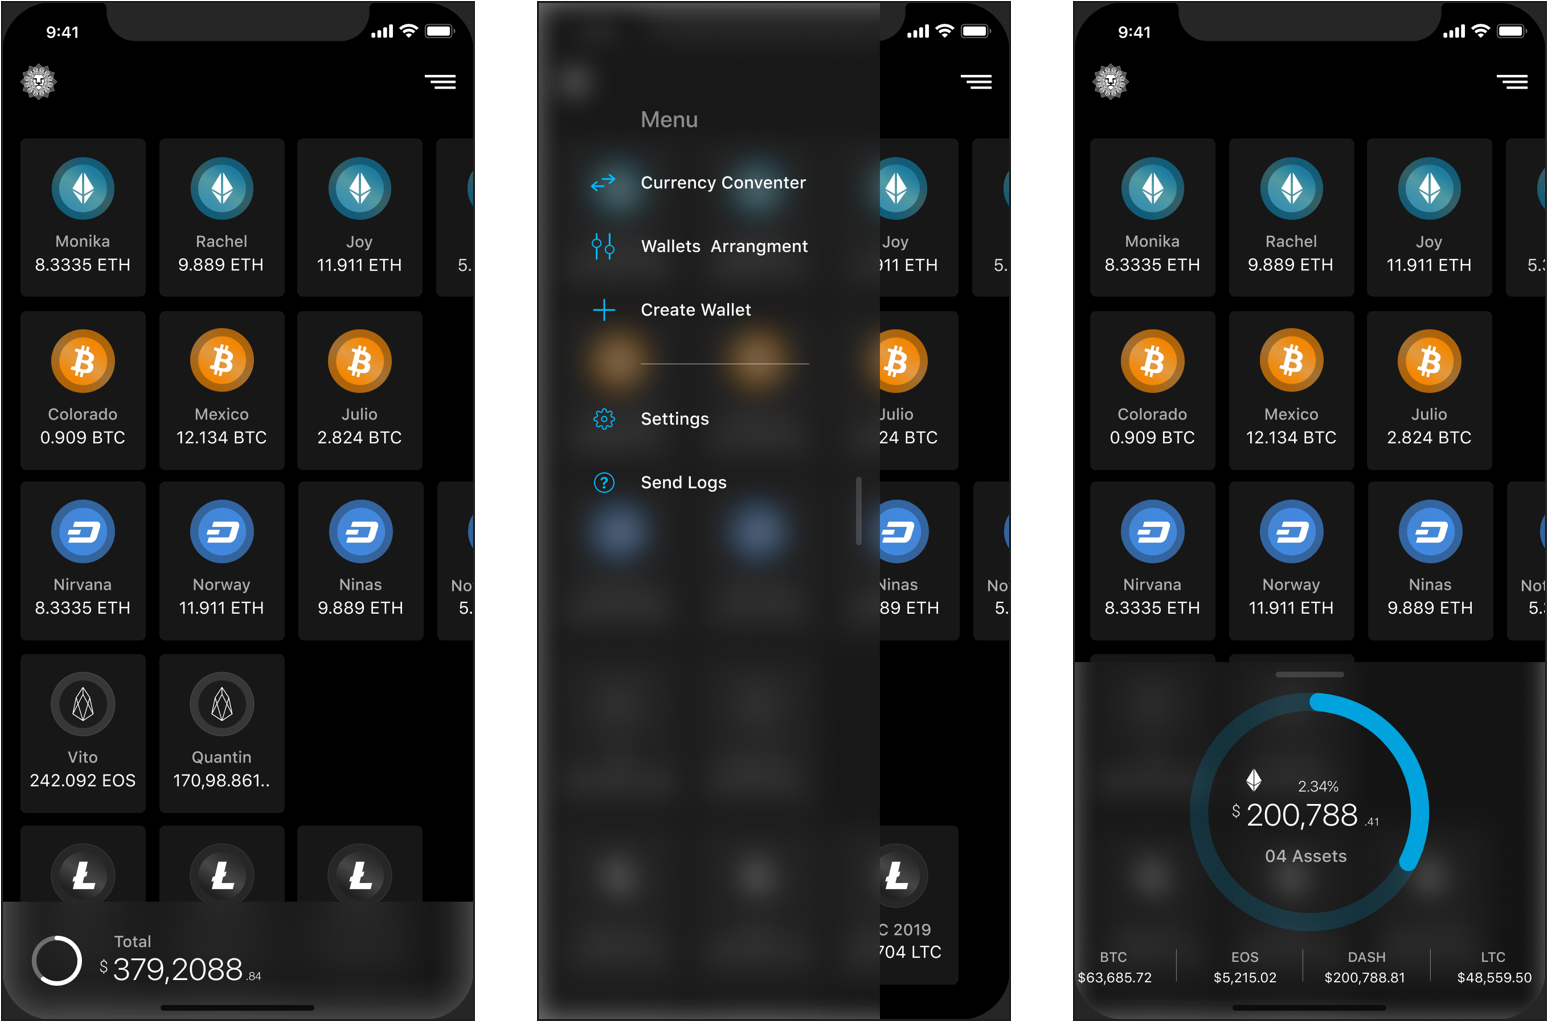 9:41
Monika
8.3335 ETH
Rachel
9.889 ETH
Joy
11.911 ETH
5.
Colorado
0.909 BTC
Mexico
12.134 BTC
Julio
2.824 BTC
Nirvana
8.3335 ETH
Norway
11.911 ETH
Ninas
9.889 ETH
No
5.
Vito
242.092 EOS
Quantin
170,98.861..
Total
$ 379,2088.84
Menu
Currency Conventer
Wallets Arrangment
Create Wallet
Settings
Send Logs
Joy
911 ETH
5.
Julio
24 BTC
Ninas
89 ETH
No
5.
C 2019
704 LTC
9:41
Monika
8.3335 ETH
Rachel
9.889 ETH
Joy
11.911 ETH
5.
Colorado
0.909 BTC
Mexico
12.134 BTC
Julio
2.824 BTC
Nirvana
8.3335 ETH
Norway
11.911 ETH
Ninas
9.889 ETH
Not
5.
2.34%
$ 200,788.41
04 Assets
BTC
$63,685.72
EOS
$5,215.02
DASH
$200,788.81
LTC
$48,559.50